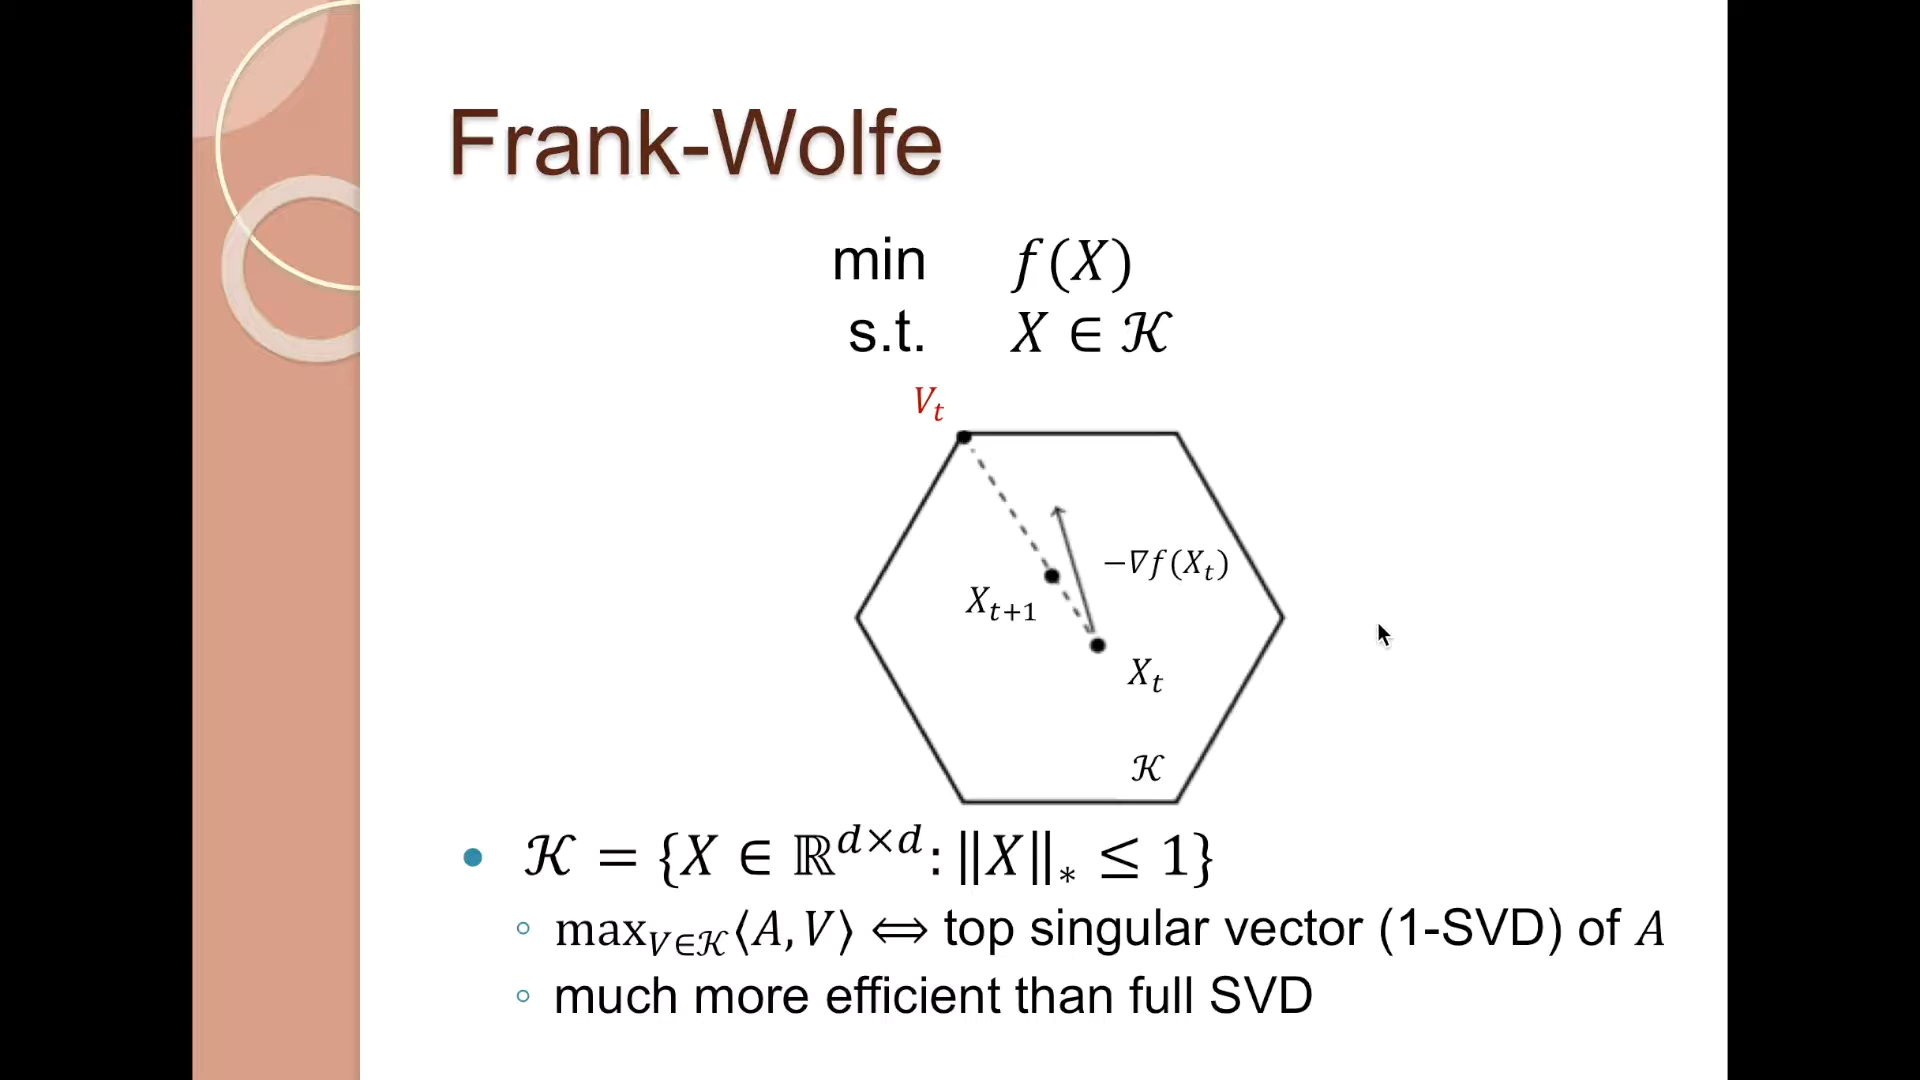 Frank-Wolfe
min f(X)
s.t. X ∈ 𝒦
V_t
−∇f(X_t)
X_{t+1}
X_t
𝒦
• 𝒦 = {X ∈ ℝ^{d×d}: ‖X‖_* ≤ 1}
◦ max_{V∈𝒦}⟨A, V⟩ ⟺ top singular vector (1-SVD) of A
◦ much more efficient than full SVD